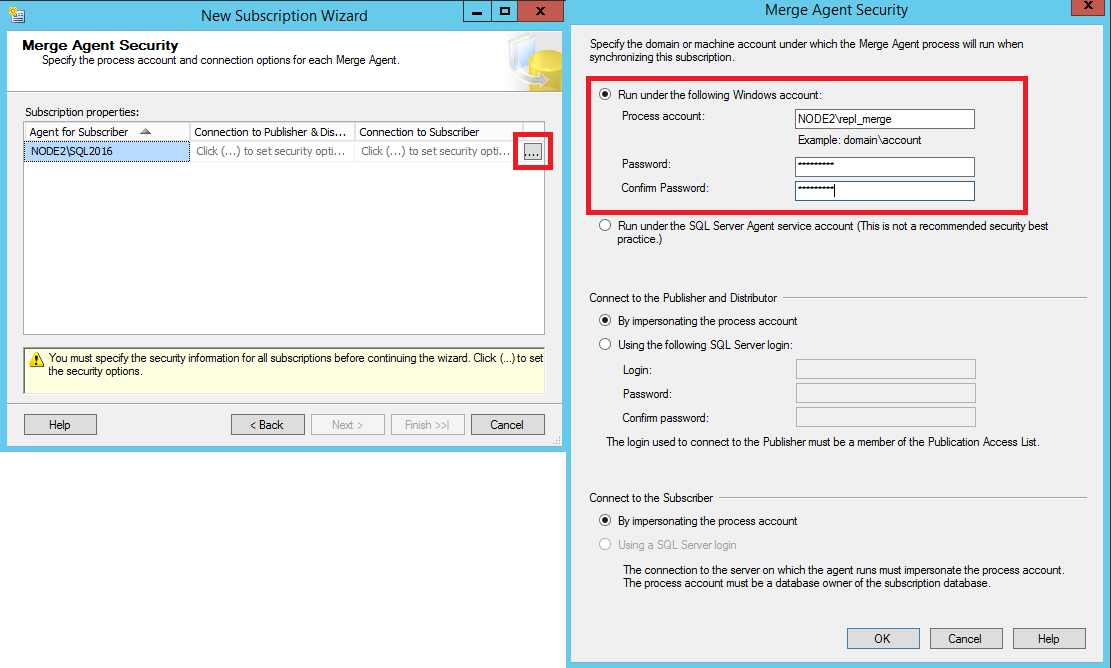 New Subscription Wizard
Merge Agent Security
Specify the process account and connection options for each Merge Agent.
Subscription properties:
Agent for Subscriber
Connection to Publisher & Dis...
Connection to Subscriber
NODE2\SQL2016
Click (...) to set security opti...
Click (...) to set security opti...
....
You must specify the security information for all subscriptions before continuing the wizard. Click (...) to set
the security options.
Help
< Back
Next >
Finish >>|
Cancel
Merge Agent Security
Specify the domain or machine account under which the Merge Agent process will run when
synchronizing this subscription.
Run under the following Windows account:
Process account:
NODE2\repl_merge
Example: domain\account
Password:
*********
Confirm Password:
*********
Run under the SQL Server Agent service account (This is not a recommended security best
practice.)
Connect to the Publisher and Distributor
By impersonating the process account
Using the following SQL Server login:
Login:
Password:
Confirm password:
The login used to connect to the Publisher must be a member of the Publication Access List.
Connect to the Subscriber
By impersonating the process account
Using a SQL Server login
The connection to the server on which the agent runs must impersonate the process account.
The process account must be a database owner of the subscription database.
OK
Cancel
Help